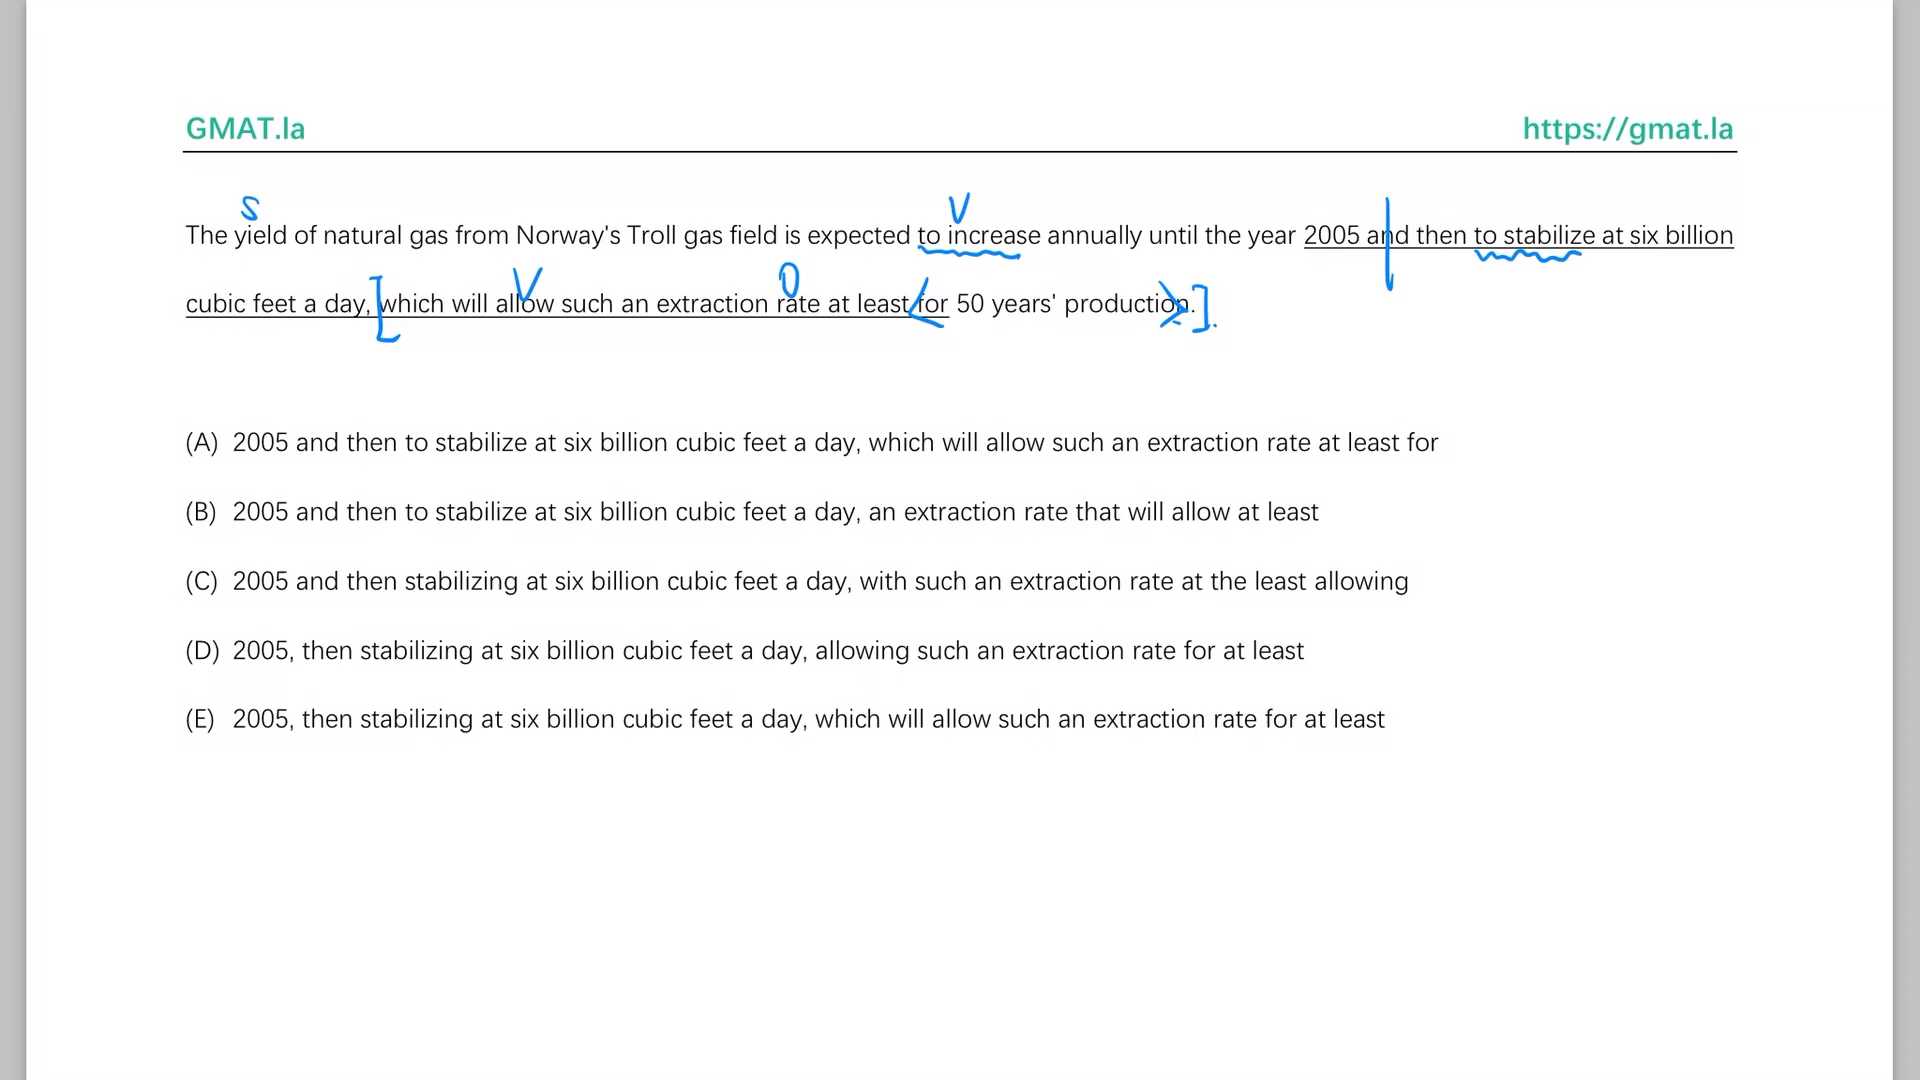 GMAT.la
https://gmat.la
S
V
The yield of natural gas from Norway's Troll gas field is expected to increase annually until the year 2005 and then to stabilize at six billion
V
O
cubic feet a day, which will allow such an extraction rate at least for 50 years' production.
(A) 2005 and then to stabilize at six billion cubic feet a day, which will allow such an extraction rate at least for
(B) 2005 and then to stabilize at six billion cubic feet a day, an extraction rate that will allow at least
(C) 2005 and then stabilizing at six billion cubic feet a day, with such an extraction rate at the least allowing
(D) 2005, then stabilizing at six billion cubic feet a day, allowing such an extraction rate for at least
(E) 2005, then stabilizing at six billion cubic feet a day, which will allow such an extraction rate for at least